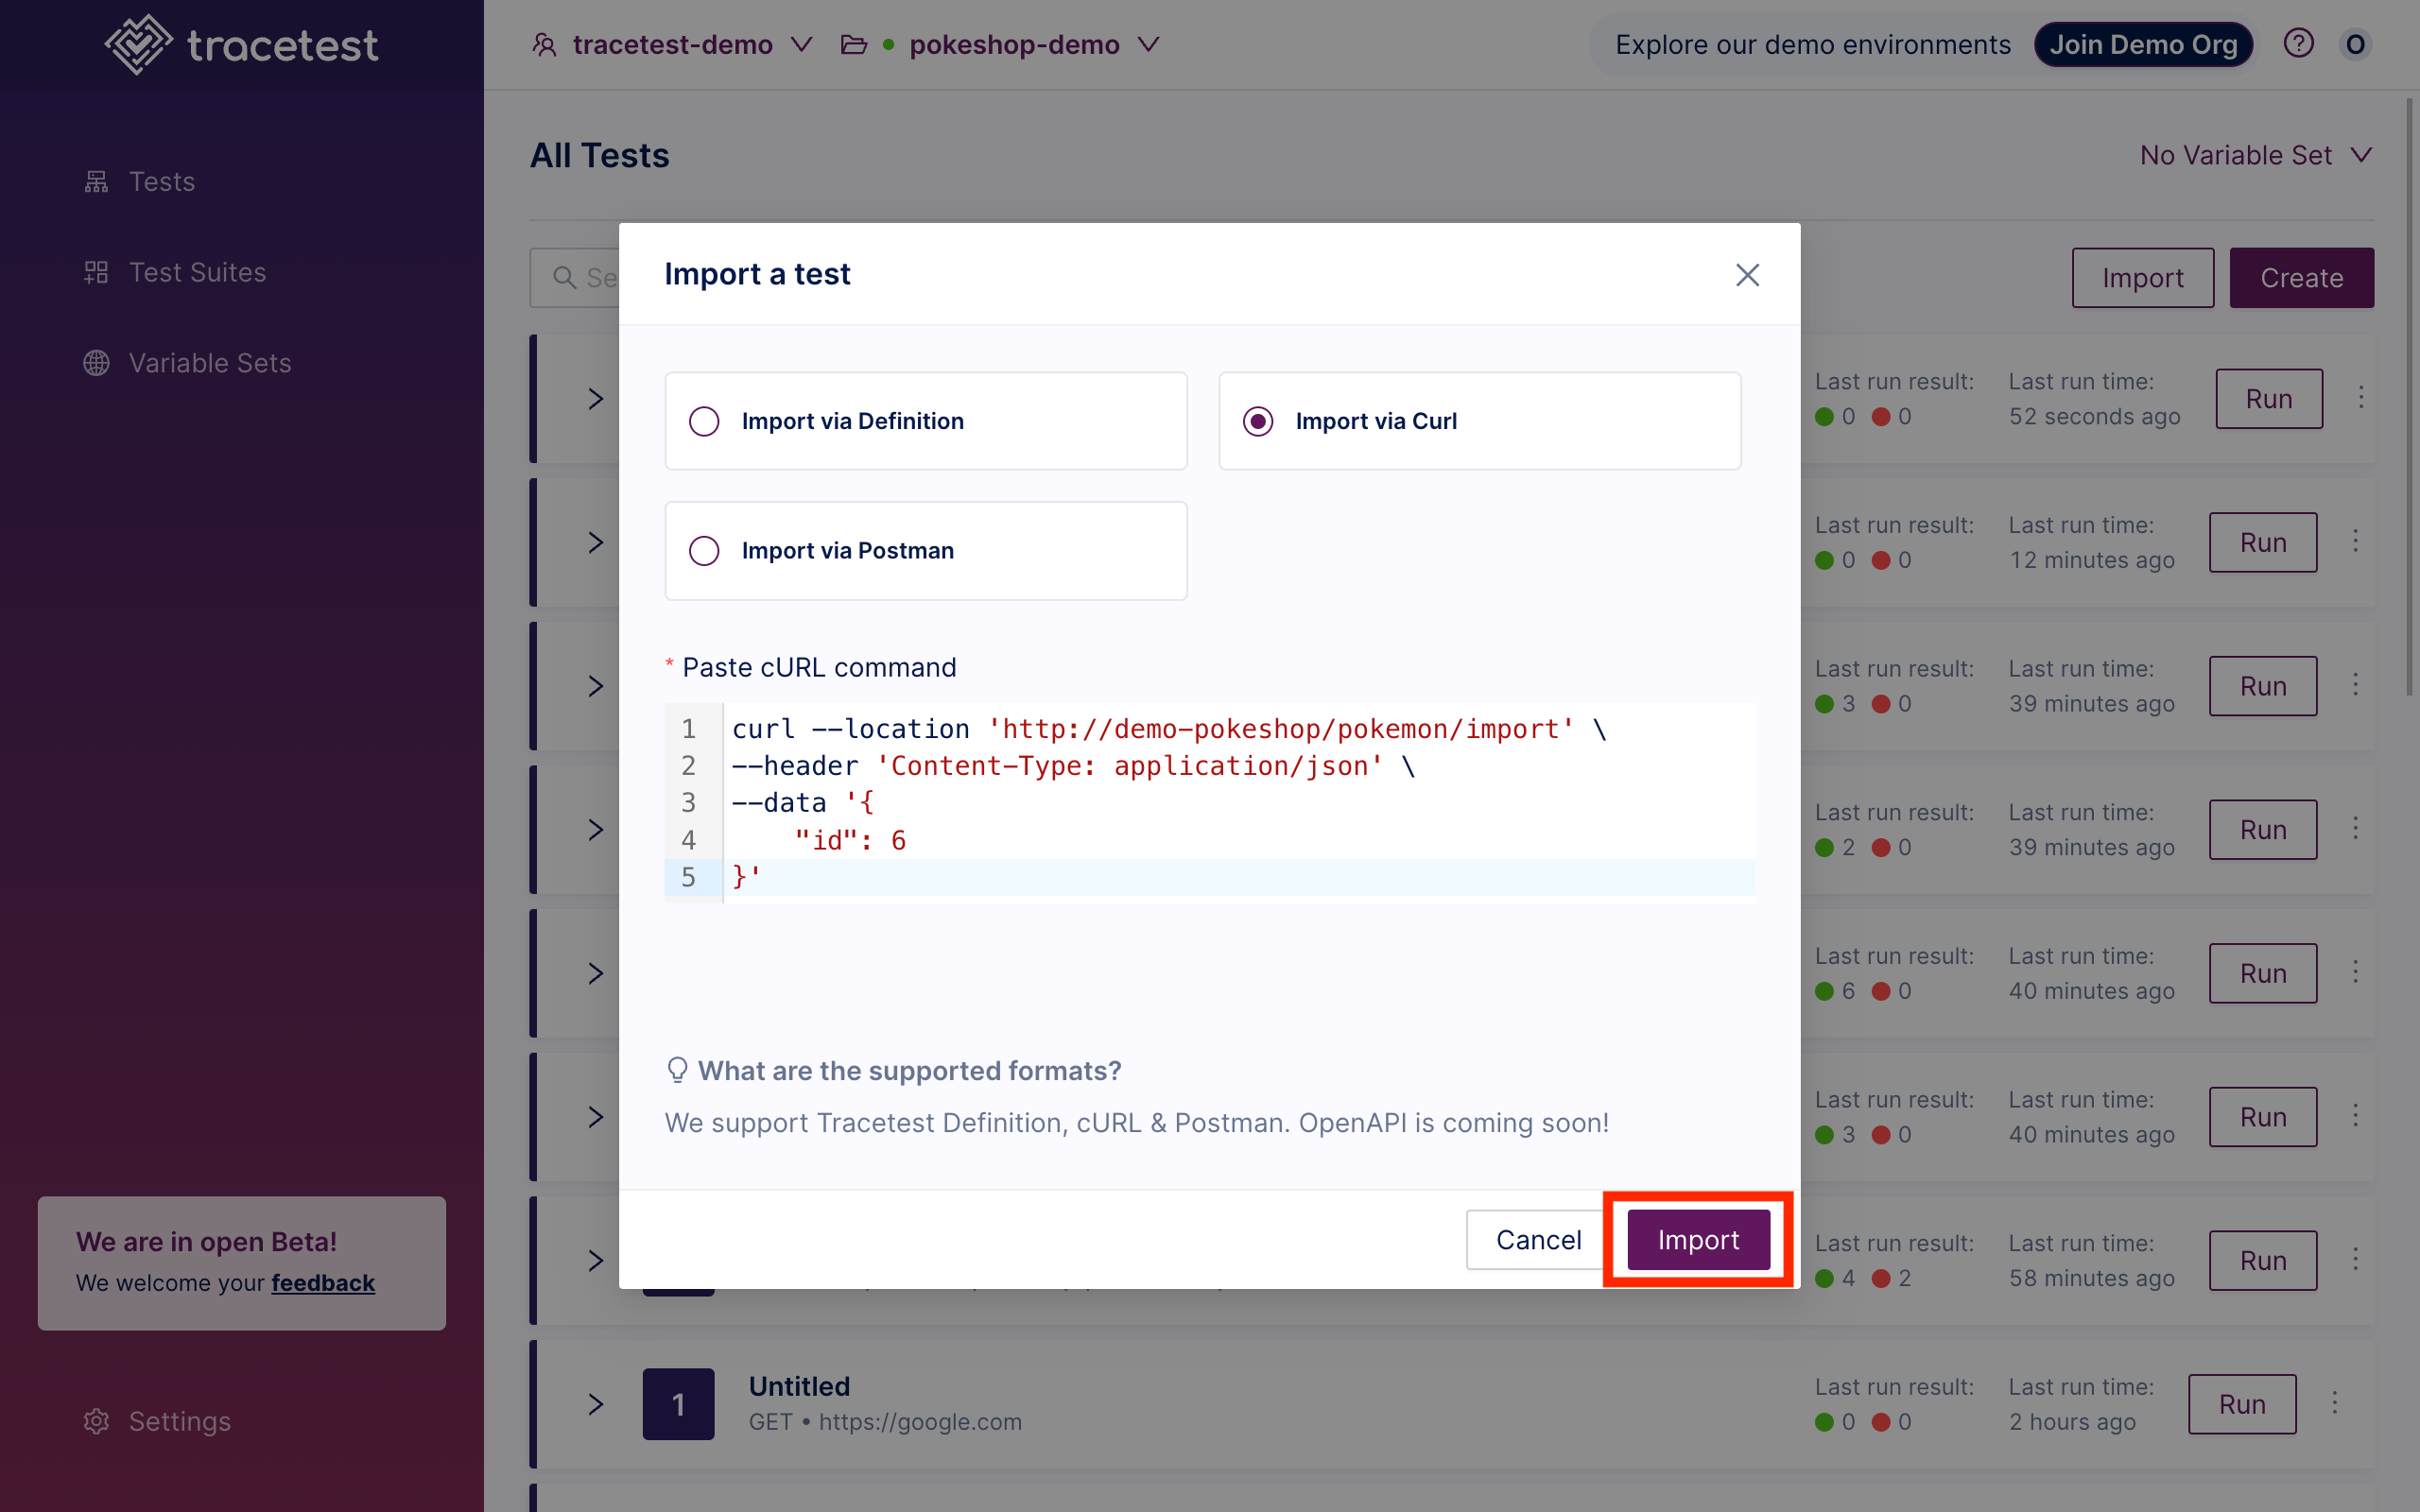 tracetest
tracetest-demo
pokeshop-demo
Explore our demo environments
Join Demo Org
O
Tests
Test Suites
Variable Sets
We are in open Beta!
We welcome your feedback
Settings
All Tests
No Variable Set
Se
Import
Create
Import a test
Import via Definition
Import via Curl
Import via Postman
* Paste cURL command
1 curl --location 'http://demo-pokeshop/pokemon/import' \
2 --header 'Content-Type: application/json' \
3 --data '{
4 "id": 6
5 }'
What are the supported formats?
We support Tracetest Definition, cURL & Postman. OpenAPI is coming soon!
Cancel
Import
Last run result: Last run time:
0 0 52 seconds ago
Run
Last run result: Last run time:
0 0 12 minutes ago
Run
Last run result: Last run time:
3 0 39 minutes ago
Run
Last run result: Last run time:
2 0 39 minutes ago
Run
Last run result: Last run time:
6 0 40 minutes ago
Run
Last run result: Last run time:
3 0 40 minutes ago
Run
Last run result: Last run time:
4 2 58 minutes ago
Run
1
Untitled
GET • https://google.com
Last run result: Last run time:
0 0 2 hours ago
Run